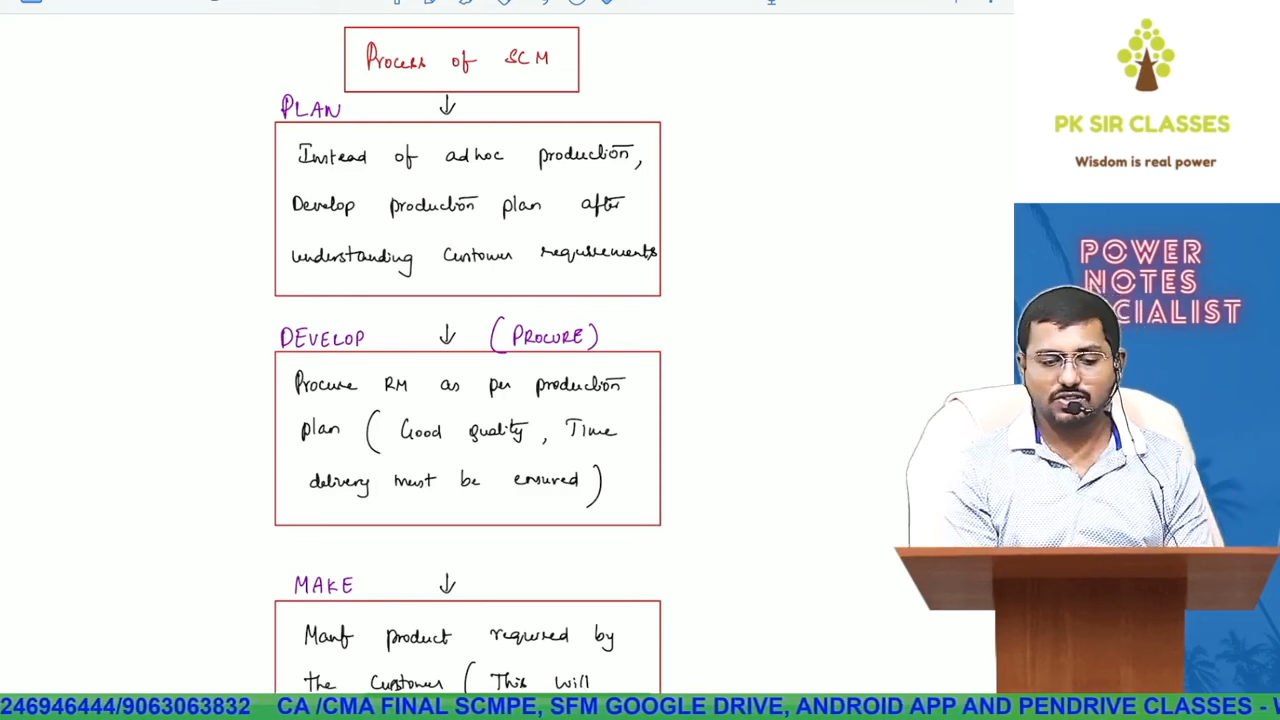 Process of SCM
PLAN
Instead of adhoc production,
Develop production plan after
understanding Customer requirements
DEVELOP (PROCURE)
Procure RM as per production
plan (Good quality, Time
delivery must be ensured)
MAKE
Manf product required by
the Customer (This will
PK SIR CLASSES
Wisdom is real power
POWER
NOTES
CIALIST
246946444/9063063832 CA /CMA FINAL SCMPE, SFM GOOGLE DRIVE, ANDROID APP AND PENDRIVE CLASSES -